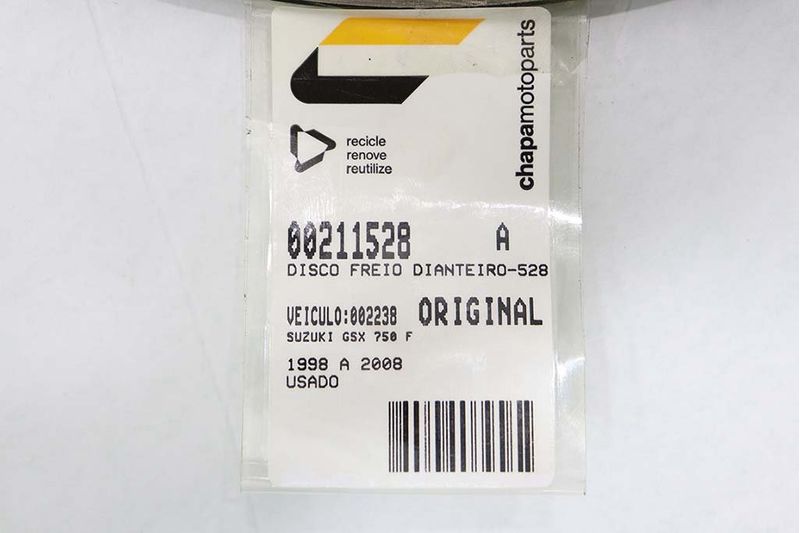 chapamotoparts
recicle
renove
reutilize
00211528 A
DISCO FREIO DIANTEIRO-528
VEICULO:002238 ORIGINAL
SUZUKI GSX 750 F
1998 A 2008
USADO